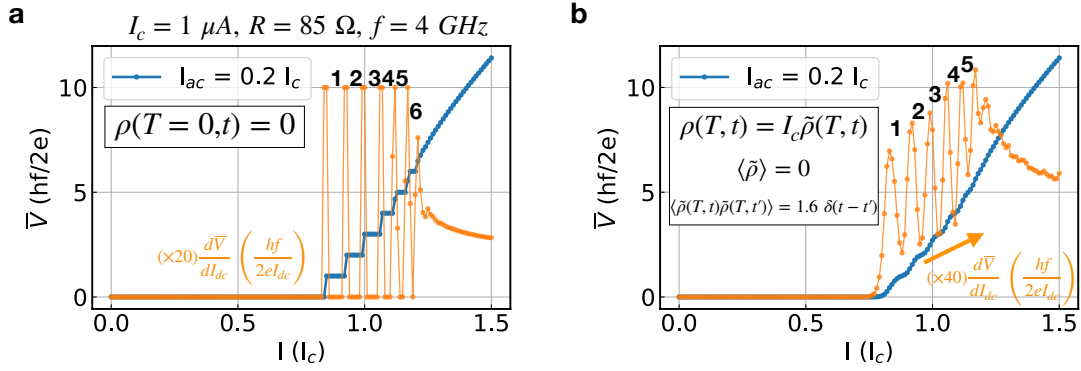 a
I_c = 1 μA, R = 85 Ω, f = 4 GHz
I_ac = 0.2 I_c
ρ(T = 0,t) = 0
1 2 3 4 5
6
(×20) dV̅/dI_dc (hf/2eI_dc)
V̅ (hf/2e)
10
5
0
0.0 0.5 1.0 1.5
I (I_c)
b
I_ac = 0.2 I_c
ρ(T, t) = I_c ρ̃(T, t)
⟨ρ̃⟩ = 0
⟨ρ̃(T, t)ρ̃(T, t′)⟩ = 1.6 δ(t − t′)
1 2 3 4 5
(×40) dV̅/dI_dc (hf/2eI_dc)
V̅ (hf/2e)
10
5
0
0.0 0.5 1.0 1.5
I (I_c)